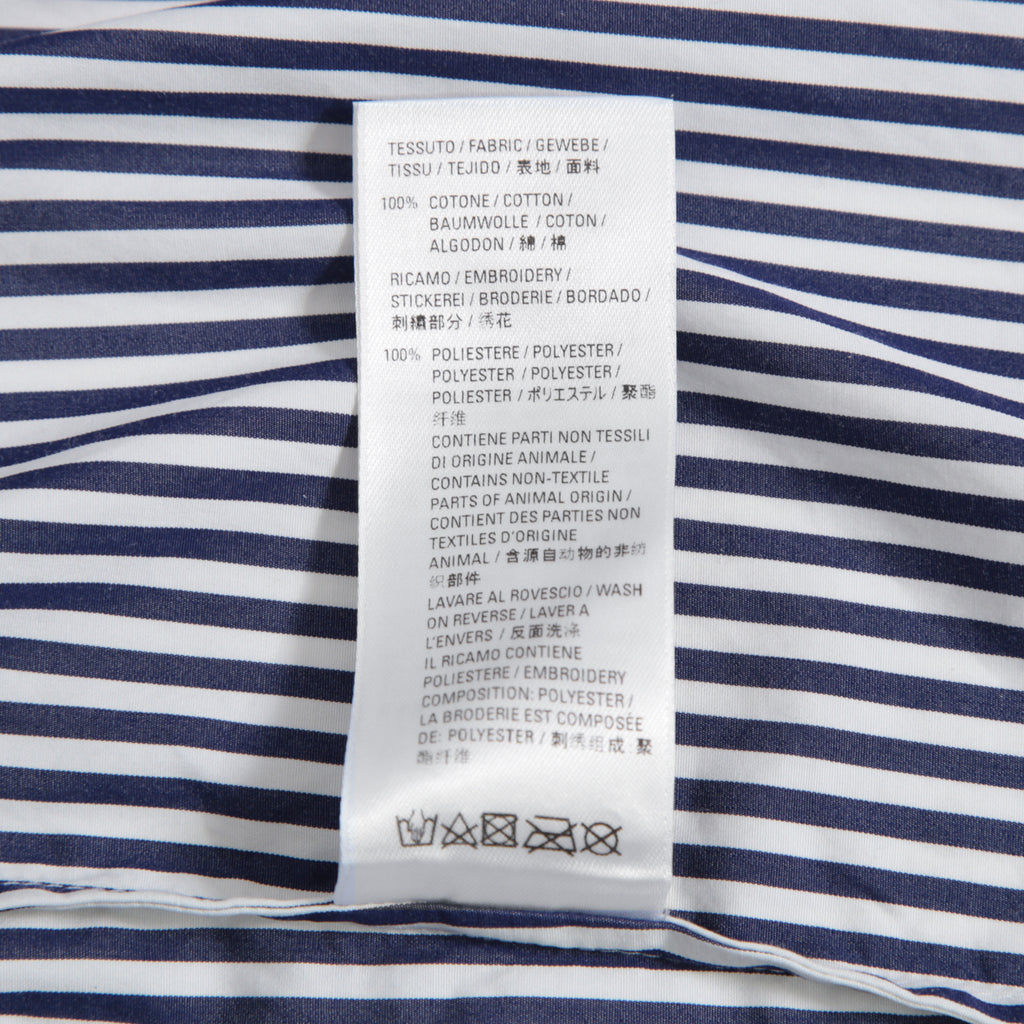 TESSUTO / FABRIC / GEWEBE /
TISSU / TEJIDO / 表地 / 面料
100% COTONE / COTTON /
BAUMWOLLE / COTON /
ALGODON / 綿 / 棉
RICAMO / EMBROIDERY /
STICKEREI / BRODERIE / BORDADO /
刺繍部分 / 绣花
100% POLIESTERE / POLYESTER /
POLYESTER / POLYESTER /
POLIESTER / ポリエステル / 聚酯
纤维
CONTIENE PARTI NON TESSILI
DI ORIGINE ANIMALE /
CONTAINS NON-TEXTILE
PARTS OF ANIMAL ORIGIN /
CONTIENT DES PARTIES NON
TEXTILES D'ORIGINE
ANIMAL / 含源自动物的非纺
织部件
LAVARE AL ROVESCIO / WASH
ON REVERSE / LAVER A
L'ENVERS / 反面洗涤
IL RICAMO CONTIENE
POLIESTERE / EMBROIDERY
COMPOSITION: POLYESTER /
LA BRODERIE EST COMPOSÉE
DE: POLYESTER / 刺绣组成: 聚
酯纤维